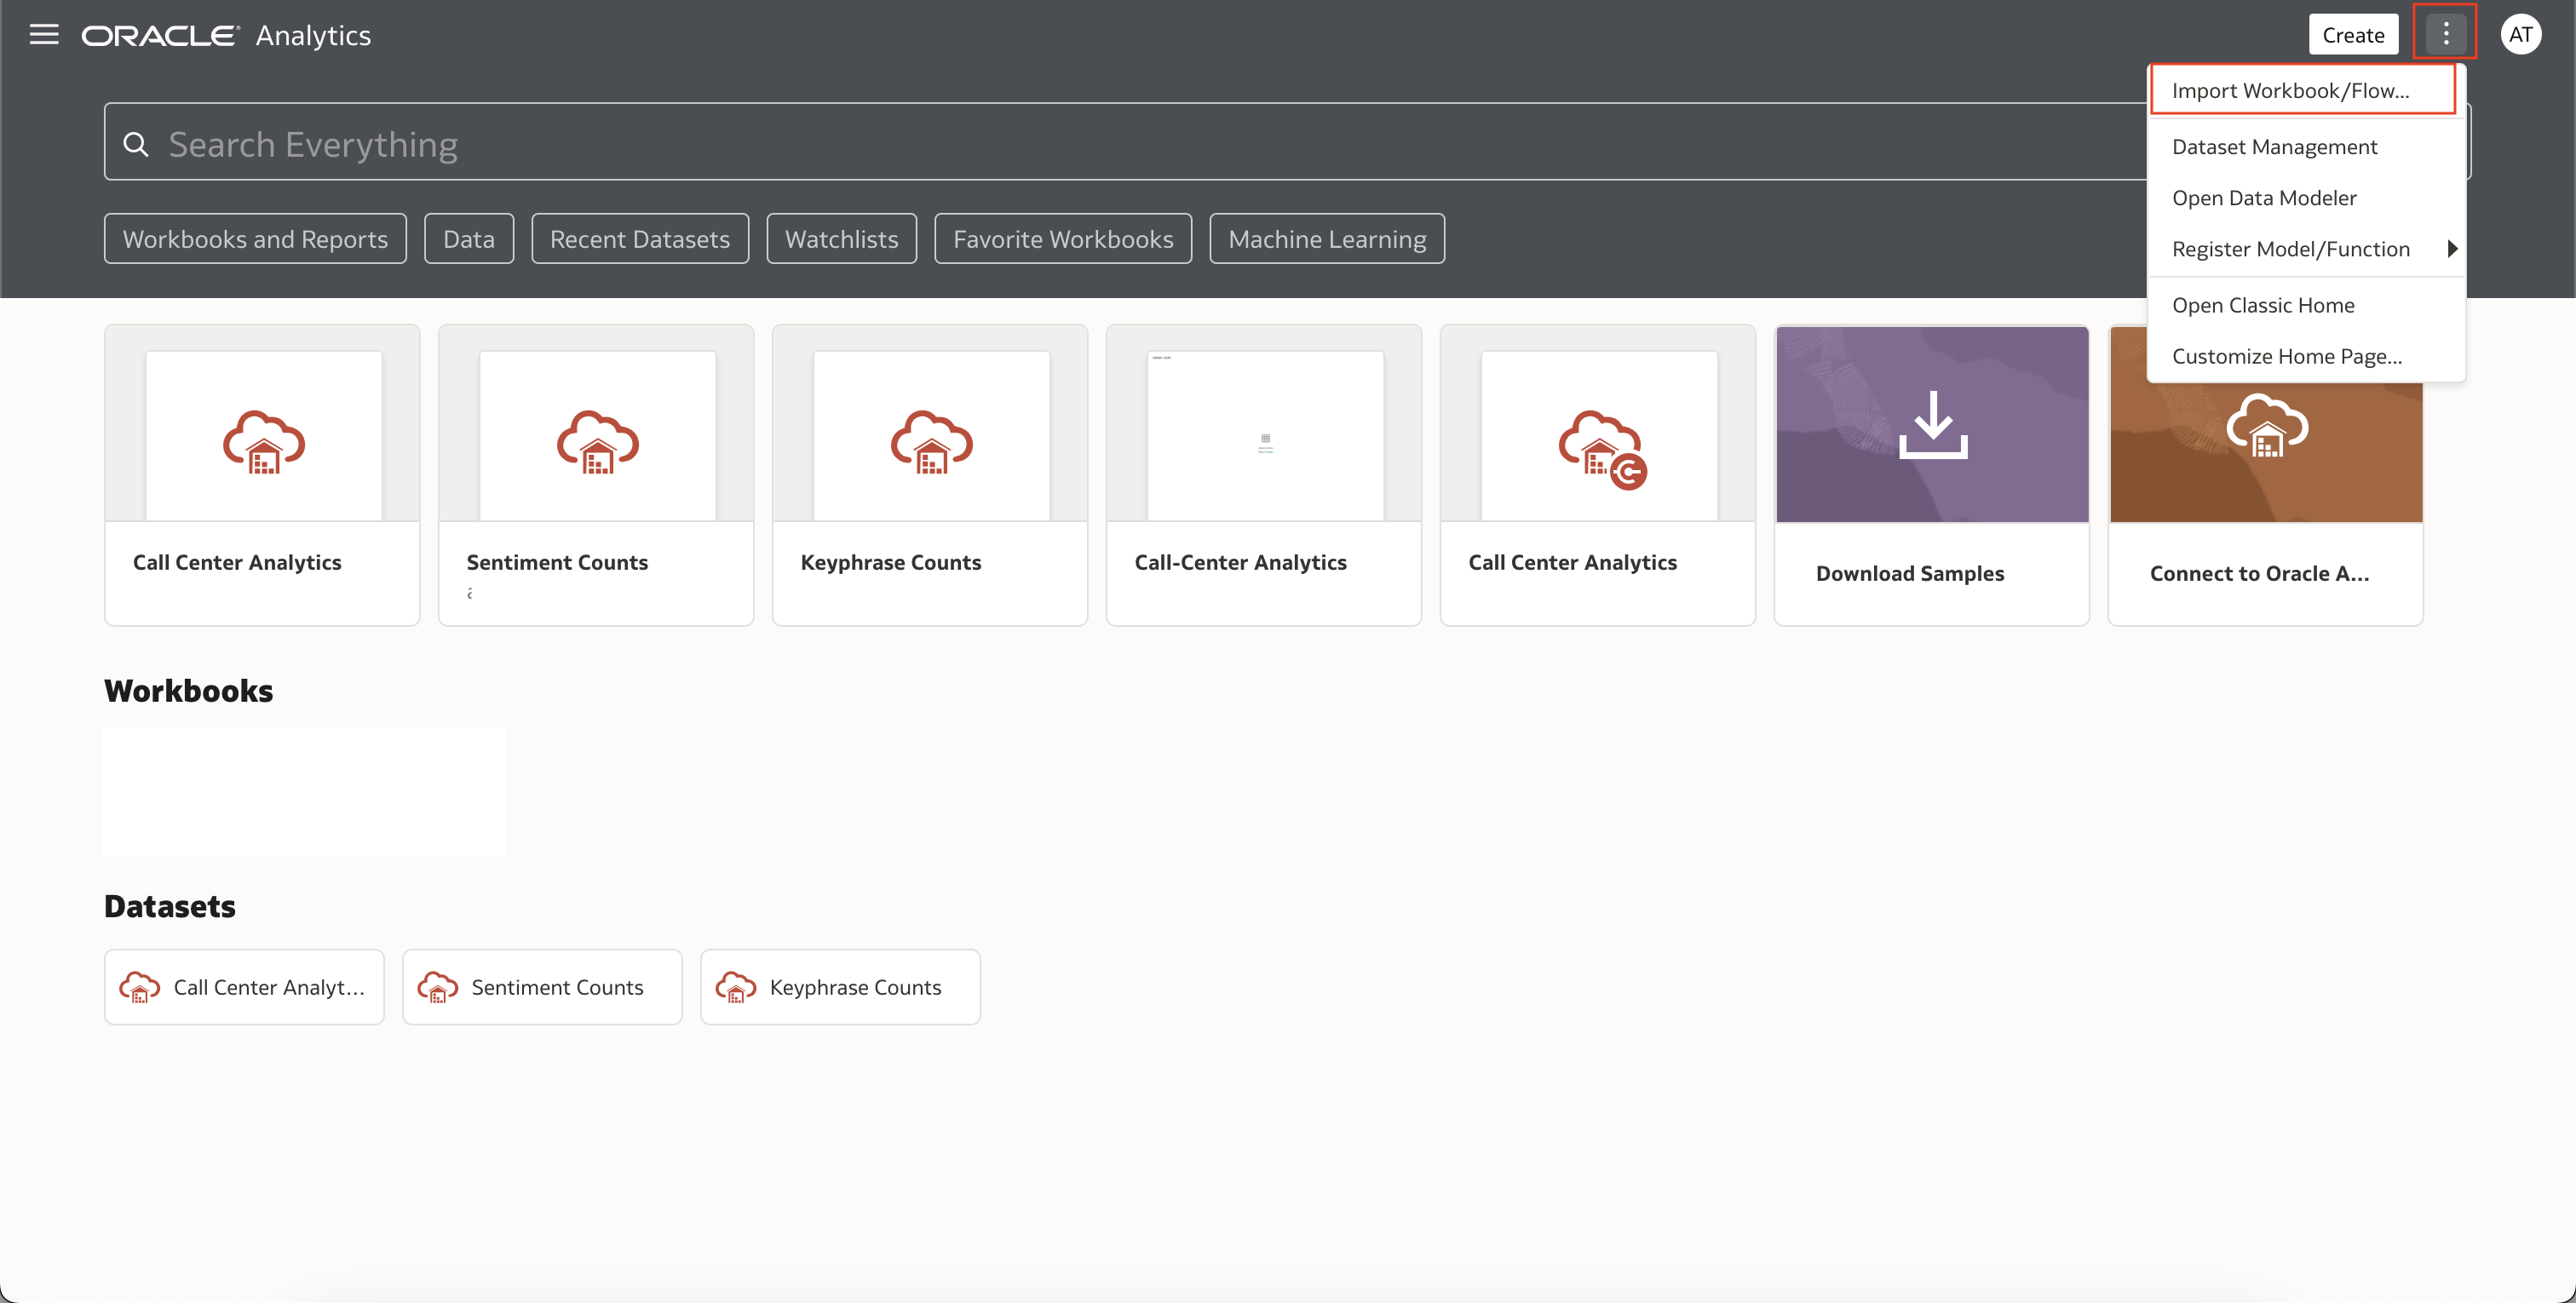 ORACLE Analytics
Create
AT
Import Workbook/Flow...
Search Everything
Dataset Management
Open Data Modeler
Workbooks and Reports
Data
Recent Datasets
Watchlists
Favorite Workbooks
Machine Learning
Register Model/Function
Open Classic Home
Customize Home Page...
Call Center Analytics
Sentiment Counts
Keyphrase Counts
Call-Center Analytics
Call Center Analytics
Download Samples
Connect to Oracle A...
Workbooks
Datasets
Call Center Analyt...
Sentiment Counts
Keyphrase Counts